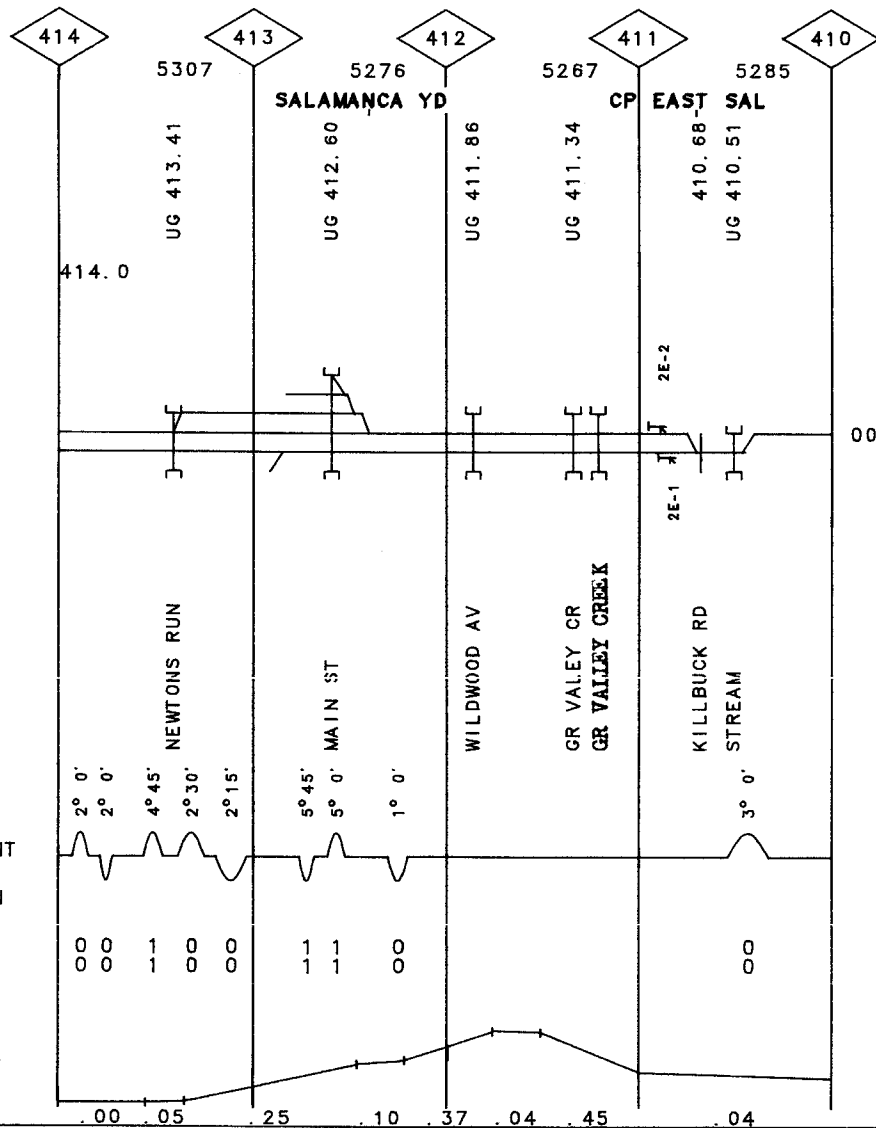 414 413 412 411 410
5307 5276 5267 5285
SALAMANCA YD CP EAST SAL
UG 413.41
UG 412.60
UG 411.86
UG 411.34
410.68
UG 410.51
414.0
2E-2
00
2E-1
NEWTONS RUN
MAIN ST
WILDWOOD AV
GR VALEY CR
GR VALLEY CREEK
KILLBUCK RD
STREAM
2° 0'
2° 0'
4° 45'
2° 30'
2° 15'
5° 45'
5° 0'
1° 0'
3° 0'
0 0 1 0 0 1 1 0 0
0 0 1 0 0 1 1 0 0
.00 .05 .25 .10 .37 .04 .45 .04